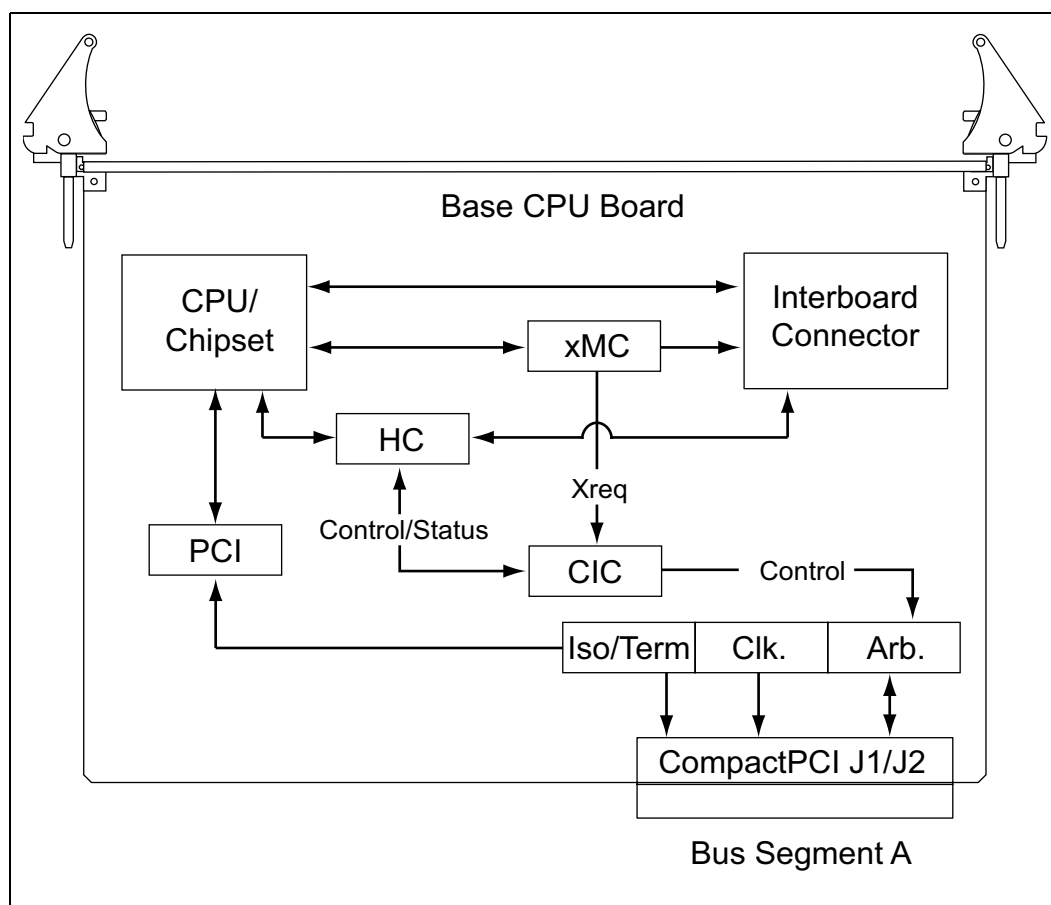 Base CPU Board
CPU/
Chipset
Interboard
Connector
xMC
HC
Xreq
Control/Status
PCI
CIC
Control
Iso/Term
Clk.
Arb.
CompactPCI J1/J2
Bus Segment A